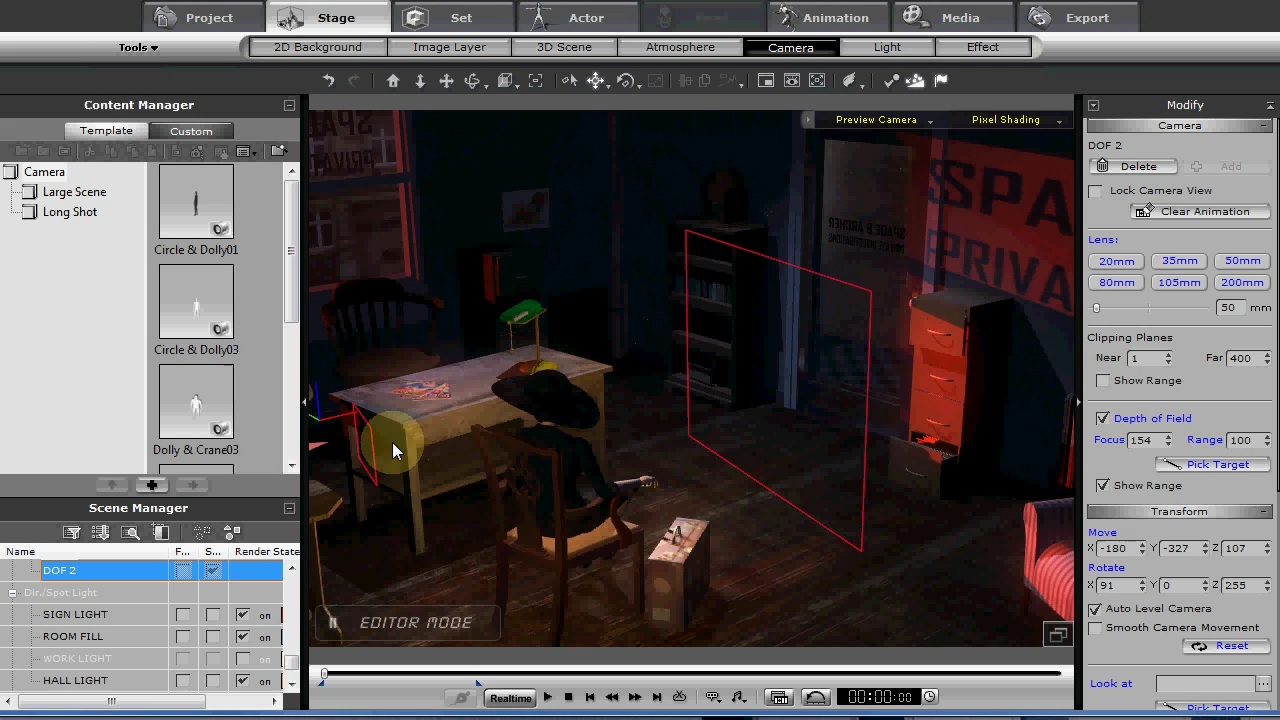 Project Stage Set Actor Animation Media Export
Tools 2D Background Image Layer 3D Scene Atmosphere Camera Light Effect
Content Manager
Template Custom
Camera
Large Scene
Long Shot
Circle & Dolly01
Circle & Dolly03
Dolly & Crane03
Scene Manager
Name F... S... Render State
DOF 2
Dir./Spot Light
SIGN LIGHT on
ROOM FILL on
WORK LIGHT on
HALL LIGHT on
Preview Camera Pixel Shading
SPADE & ARCHER
SPA
PRIVA
EDITOR MODE
Realtime 00:00:00
Modify
Camera
DOF 2
Delete Add
Lock Camera View
Clear Animation
Lens:
20mm 35mm 50mm
80mm 105mm 200mm
50 mm
Clipping Planes
Near 1 Far 400
Show Range
Depth of Field
Focus 154 Range 100
Pick Target
Show Range
Transform
Move
X -180 Y -327 Z 107
Rotate
X 91 Y 0 Z 255
Auto Level Camera
Smooth Camera Movement
Reset
Look at
Pick Target